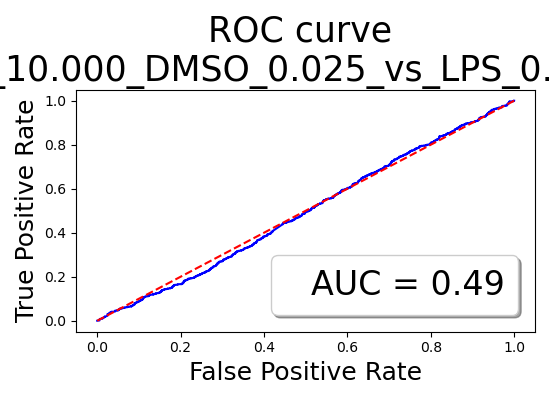 ROC curve
_10.000_DMSO_0.025_vs_LPS_0.
1.0
0.8
0.6
0.4
0.2
0.0
True Positive Rate
AUC = 0.49
0.0 0.2 0.4 0.6 0.8 1.0
False Positive Rate